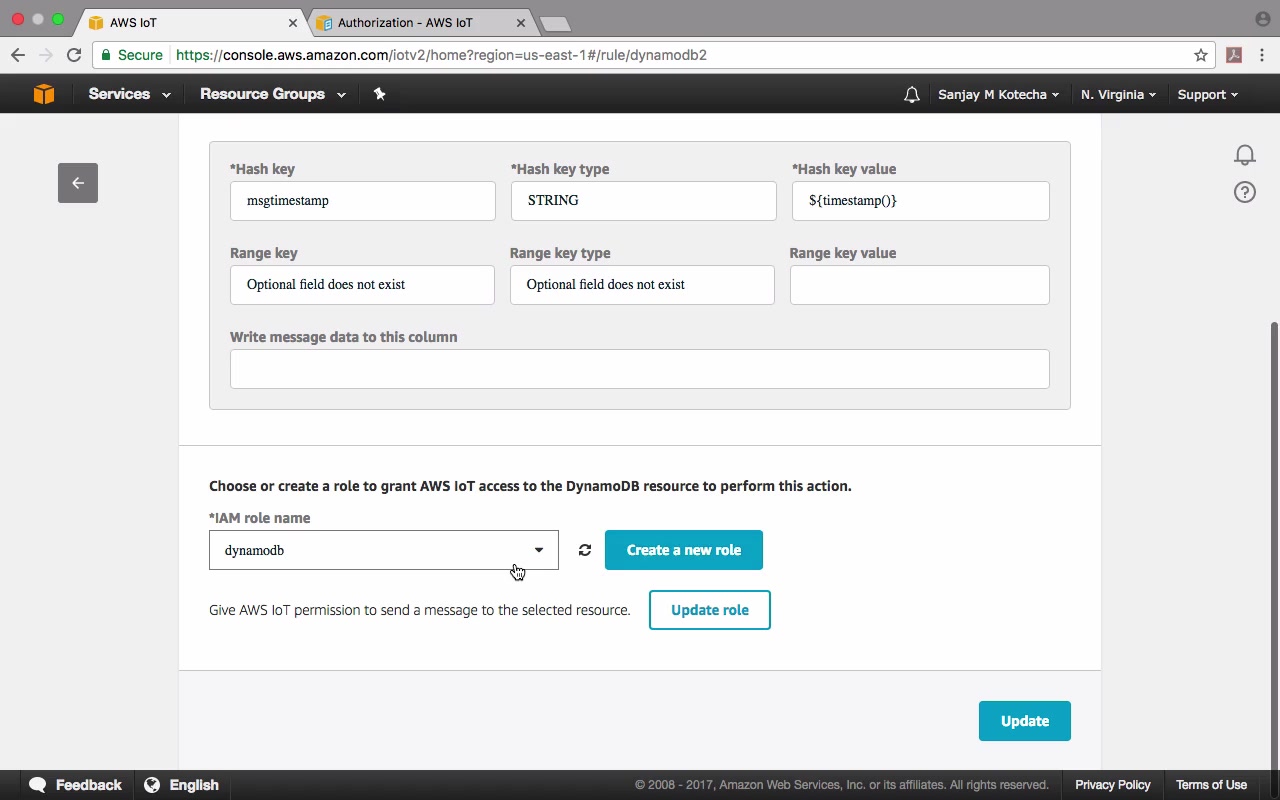 AWS IoT
Authorization - AWS IoT
Secure https://console.aws.amazon.com/iotv2/home?region=us-east-1#/rule/dynamodb2
Services Resource Groups Sanjay M Kotecha N. Virginia Support
*Hash key *Hash key type *Hash key value
msgtimestamp STRING ${timestamp()}
Range key Range key type Range key value
Optional field does not exist Optional field does not exist
Write message data to this column
Choose or create a role to grant AWS IoT access to the DynamoDB resource to perform this action.
*IAM role name
dynamodb Create a new role
Give AWS IoT permission to send a message to the selected resource. Update role
Update
Feedback English © 2008 - 2017, Amazon Web Services, Inc. or its affiliates. All rights reserved. Privacy Policy Terms of Use